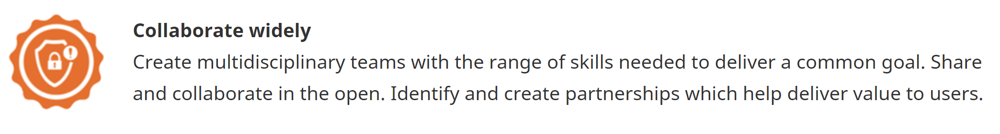 Collaborate widely
Create multidisciplinary teams with the range of skills needed to deliver a common goal. Share
and collaborate in the open. Identify and create partnerships which help deliver value to users.